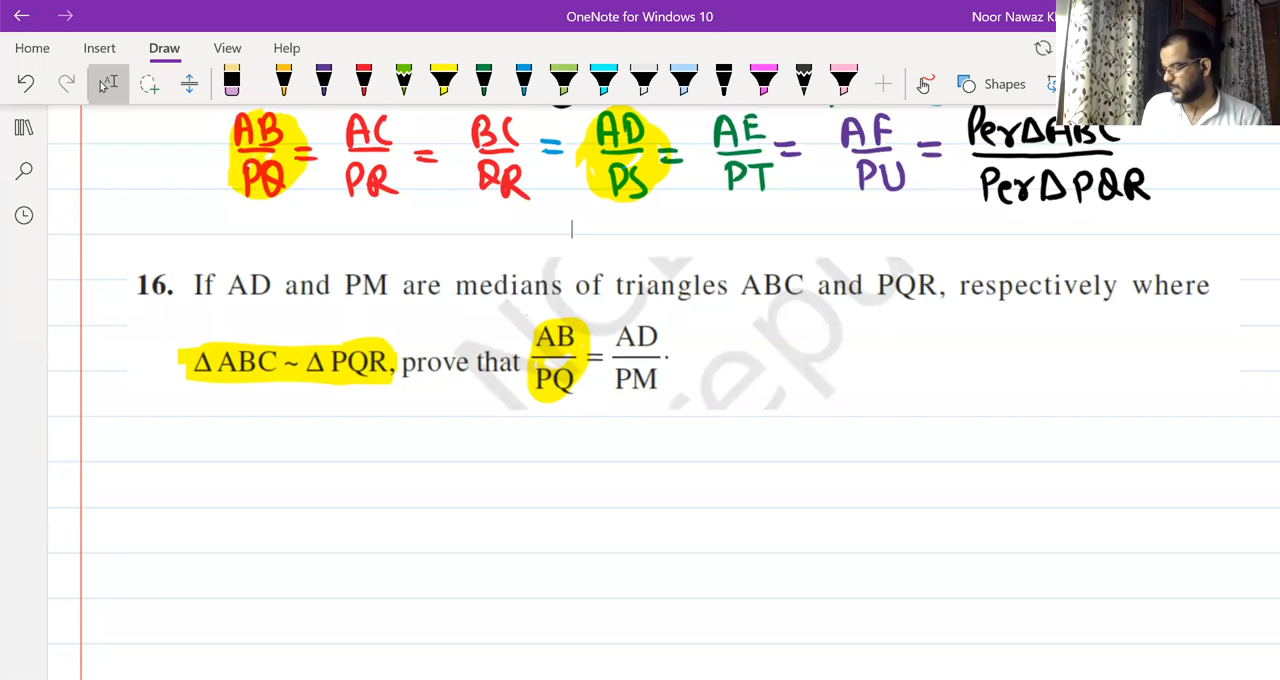 OneNote for Windows 10
Noor Nawaz
Home Insert Draw View Help
Shapes
AB/PQ = AC/PR = BC/QR = AD/PS = AE/PT = AF/PU = Per∆ABC/Per∆PQR
16. If AD and PM are medians of triangles ABC and PQR, respectively where
∆ ABC ~ ∆ PQR, prove that AB/PQ = AD/PM.